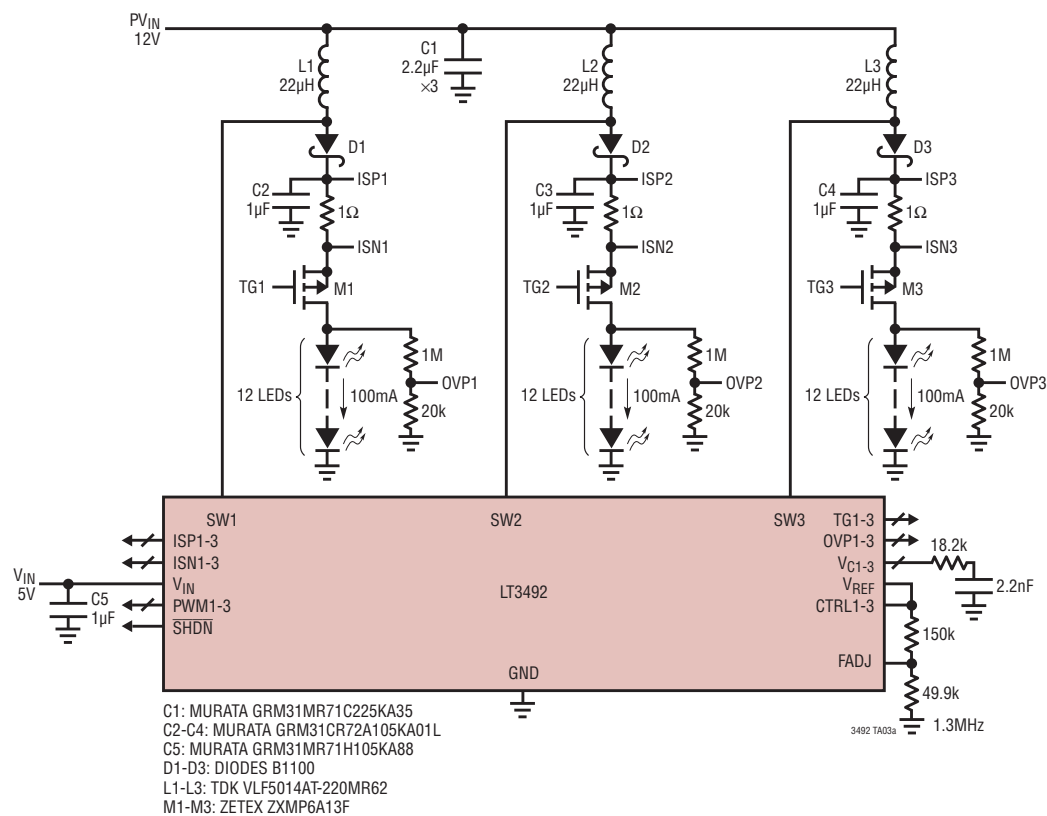 PVIN
12V
C1
2.2µF
×3
L1
22µH
L2
22µH
L3
22µH
D1
D2
D3
ISP1
ISP2
ISP3
C2
1µF
1Ω
C3
1µF
1Ω
C4
1µF
1Ω
ISN1
ISN2
ISN3
TG1
M1
TG2
M2
TG3
M3
1M
1M
1M
OVP1
OVP2
OVP3
12 LEDs
100mA
20k
12 LEDs
100mA
20k
12 LEDs
100mA
20k
SW1
SW2
SW3
TG1-3
ISP1-3
OVP1-3
ISN1-3
VC1-3
18.2k
2.2nF
VIN
5V
VIN
LT3492
VREF
C5
1µF
PWM1-3
CTRL1-3
SHDN
150k
FADJ
GND
49.9k
3492 TA03a
1.3MHz
C1: MURATA GRM31MR71C225KA35
C2-C4: MURATA GRM31CR72A105KA01L
C5: MURATA GRM31MR71H105KA88
D1-D3: DIODES B1100
L1-L3: TDK VLF5014AT-220MR62
M1-M3: ZETEX ZXMP6A13F